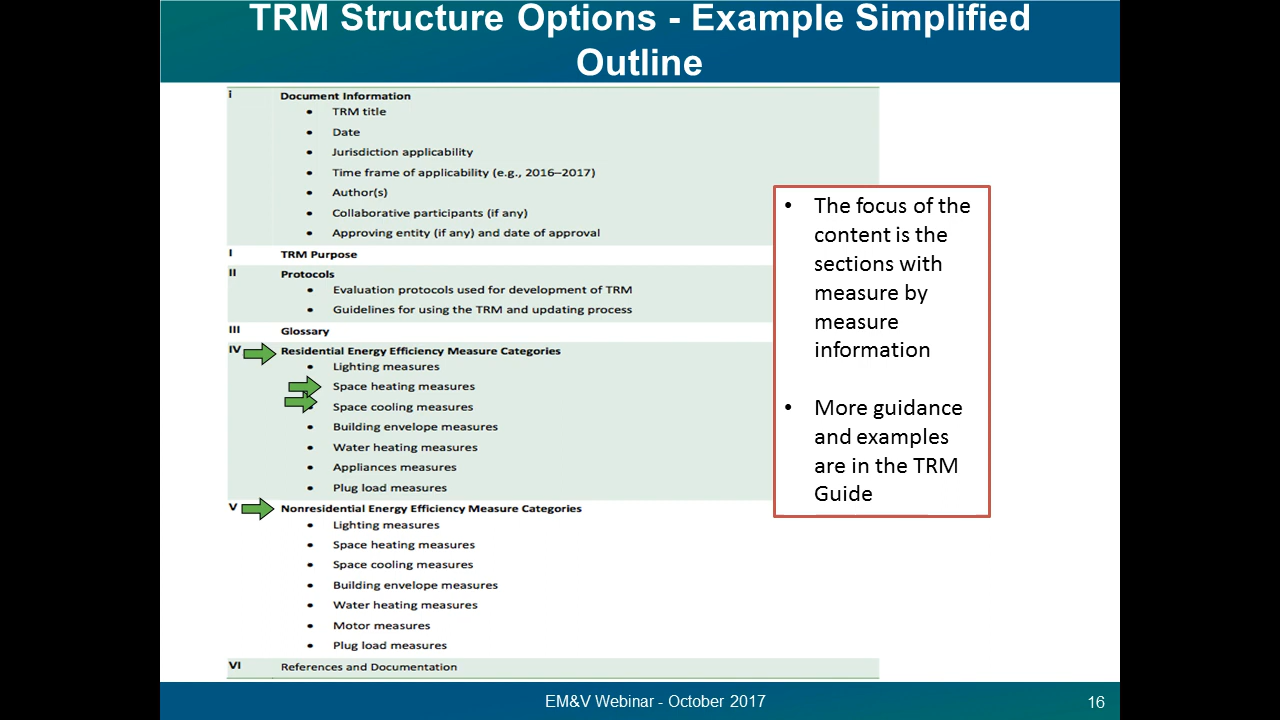 TRM Structure Options - Example Simplified
Outline
i Document Information
• TRM title
• Date
• Jurisdiction applicability
• Time frame of applicability (e.g., 2016–2017)
• Author(s)
• Collaborative participants (if any)
• Approving entity (if any) and date of approval
I TRM Purpose
II Protocols
• Evaluation protocols used for development of TRM
• Guidelines for using the TRM and updating process
III Glossary
IV Residential Energy Efficiency Measure Categories
• Lighting measures
Space heating measures
• Space cooling measures
• Building envelope measures
• Water heating measures
• Appliances measures
• Plug load measures
V Nonresidential Energy Efficiency Measure Categories
• Lighting measures
• Space heating measures
• Space cooling measures
• Building envelope measures
• Water heating measures
• Motor measures
• Plug load measures
VI References and Documentation
• The focus of the
content is the
sections with
measure by
measure
information
• More guidance
and examples
are in the TRM
Guide
EM&V Webinar - October 2017
16